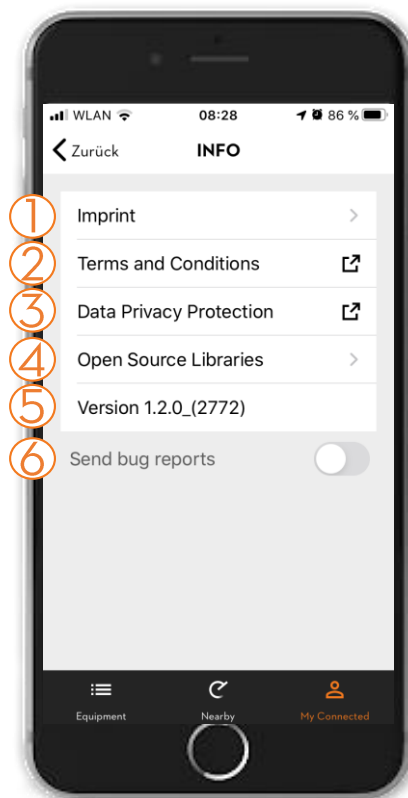 WLAN 08:28 86 %
Zurück INFO
1 Imprint
2 Terms and Conditions
3 Data Privacy Protection
4 Open Source Libraries
5 Version 1.2.0_(2772)
6 Send bug reports
Equipment Nearby My Connected